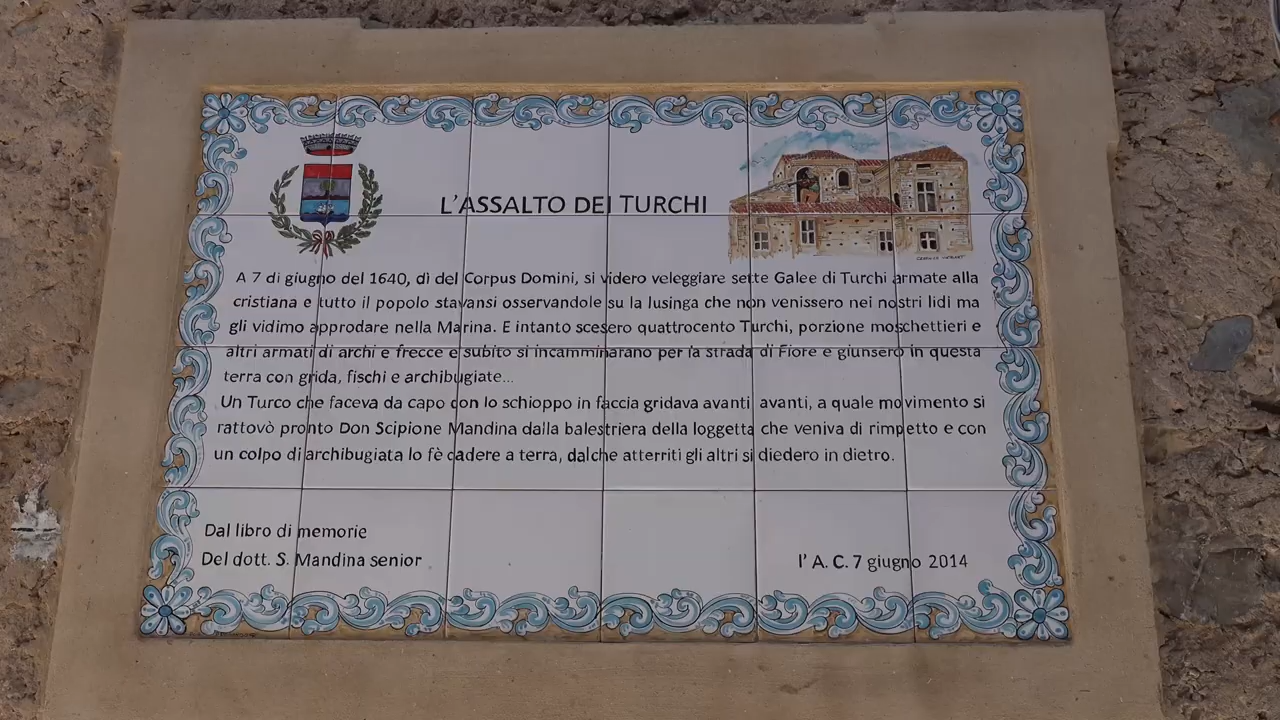 L'ASSALTO DEI TURCHI
A 7 di giugno del 1640, dì del Corpus Domini, si videro veleggiare sette Galee di Turchi armate alla
cristiana e tutto il popolo stavansi osservandole su la lusinga che non venissero nei nostri lidi ma
gli vidimo approdare nella Marina. E intanto scesero quattrocento Turchi, porzione moschettieri e
altri armati di archi e frecce e subito si incamminarano per la strada di Fiore e giunsero in questa
terra con grida, fischi e archibugiate...
Un Turco che faceva da capo con lo schioppo in faccia gridava avanti avanti, a quale movimento si
rattovò pronto Don Scipione Mandina dalla balestriera della loggetta che veniva di rimpetto e con
un colpo di archibugiata lo fè cadere a terra, dalche atterriti gli altri si diedero in dietro.
Dal libro di memorie
Del dott. S. Mandina senior
l' A. C. 7 giugno 2014